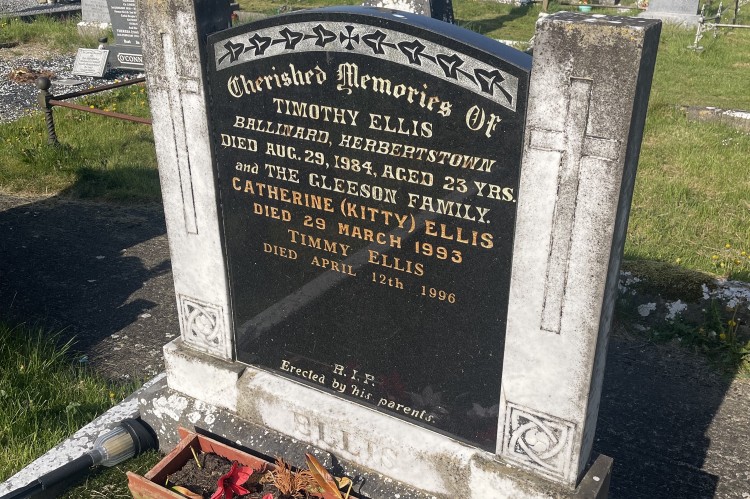 Cherished Memories Of
TIMOTHY ELLIS
BALLINARD, HERBERTSTOWN
DIED AUG. 29, 1984, AGED 23 YRS.
and THE GLEESON FAMILY.
CATHERINE (KITTY) ELLIS
DIED 29 MARCH 1993
TIMMY ELLIS
DIED APRIL 12th 1996
R.I.P.
Erected by his parents.
ELLIS
O'CONN